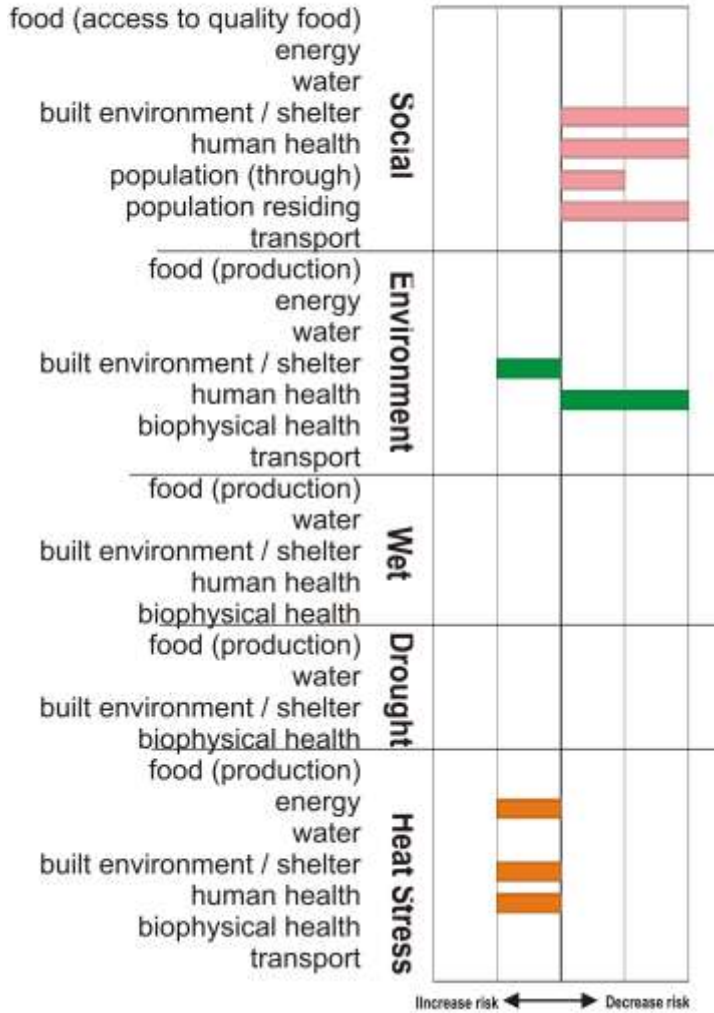 food (access to quality food)
energy
water
built environment / shelter
human health
population (through)
population residing
transport
Social
food (production)
energy
water
built environment / shelter
human health
biophysical health
transport
Environment
food (production)
water
built environment / shelter
human health
biophysical health
Wet
food (production)
water
built environment / shelter
biophysical health
Drought
food (production)
energy
water
built environment / shelter
human health
biophysical health
transport
Heat Stress
IIncrease risk
Decrease risk